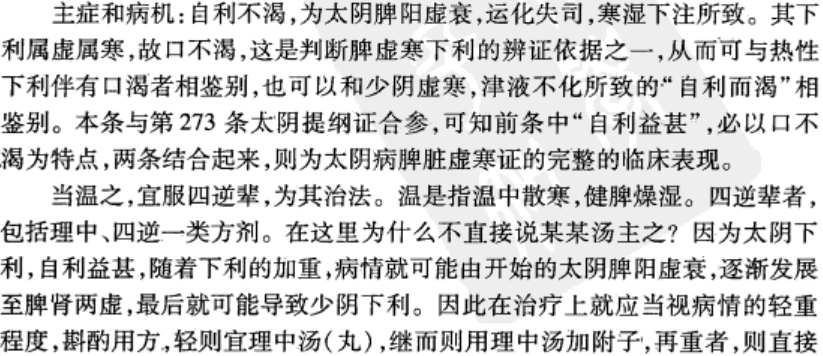 主症和病机:自利不渴,为太阴脾阳虚衰,运化失司,寒湿下注所致。其下
利属虚属寒,故口不渴,这是判断脾虚寒下利的辨证依据之一,从而可与热性
下利伴有口渴者相鉴别,也可以和少阴虚寒,津液不化所致的“自利而渴”相
鉴别。本条与第 273 条太阴提纲证合参,可知前条中“自利益甚”,必以口不
渴为特点,两条结合起来,则为太阴病脾脏虚寒证的完整的临床表现。
当温之,宜服四逆辈,为其治法。温是指温中散寒,健脾燥湿。四逆辈者,
包括理中、四逆一类方剂。在这里为什么不直接说某某汤主之?因为太阴下
利,自利益甚,随着下利的加重,病情就可能由开始的太阴脾阳虚衰,逐渐发展
至脾肾两虚,最后就可能导致少阴下利。因此在治疗上就应当视病情的轻重
程度,斟酌用方,轻则宜理中汤(丸),继而则用理中汤加附子,再重者,则直接